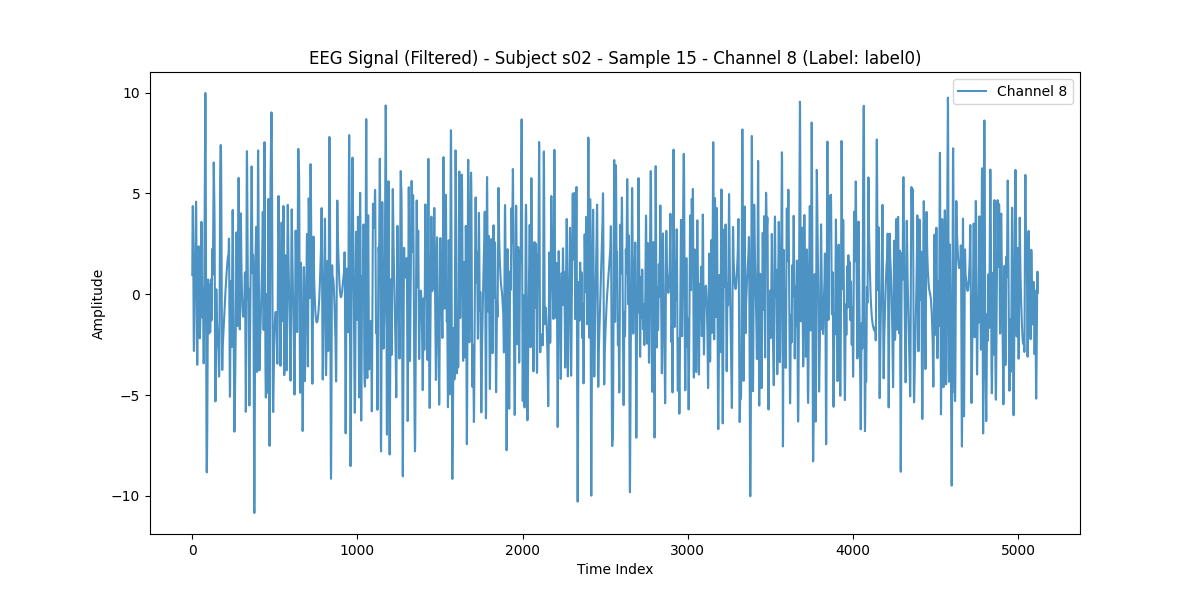 EEG Signal (Filtered) - Subject s02 - Sample 15 - Channel 8 (Label: label0)
Channel 8
10
5
0
−5
−10
Amplitude
0 1000 2000 3000 4000 5000
Time Index